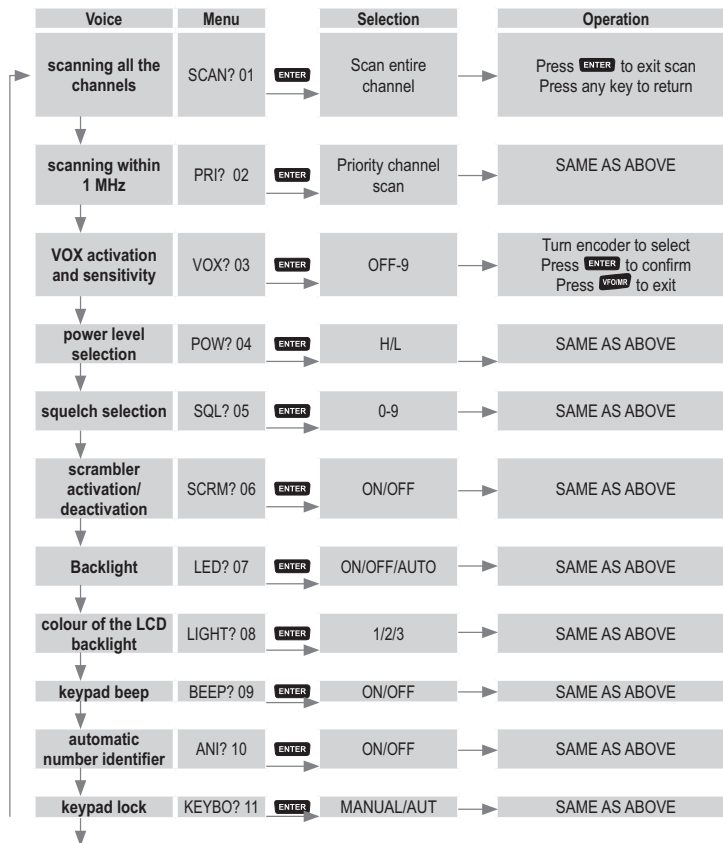 Voice Menu Selection Operation
scanning all the
channels
SCAN? 01
ENTER
Scan entire
channel
Press ENTER to exit scan
Press any key to return
scanning within
1 MHz
PRI? 02
ENTER
Priority channel
scan
SAME AS ABOVE
VOX activation
and sensitivity
VOX? 03
ENTER
OFF-9
Turn encoder to select
Press ENTER to confirm
Press VFO/MR to exit
power level
selection
POW? 04
ENTER
H/L
SAME AS ABOVE
squelch selection
SQL? 05
ENTER
0-9
SAME AS ABOVE
scrambler
activation/
deactivation
SCRM? 06
ENTER
ON/OFF
SAME AS ABOVE
Backlight
LED? 07
ENTER
ON/OFF/AUTO
SAME AS ABOVE
colour of the LCD
backlight
LIGHT? 08
ENTER
1/2/3
SAME AS ABOVE
keypad beep
BEEP? 09
ENTER
ON/OFF
SAME AS ABOVE
automatic
number identifier
ANI? 10
ENTER
ON/OFF
SAME AS ABOVE
keypad lock
KEYBO? 11
ENTER
MANUAL/AUT
SAME AS ABOVE